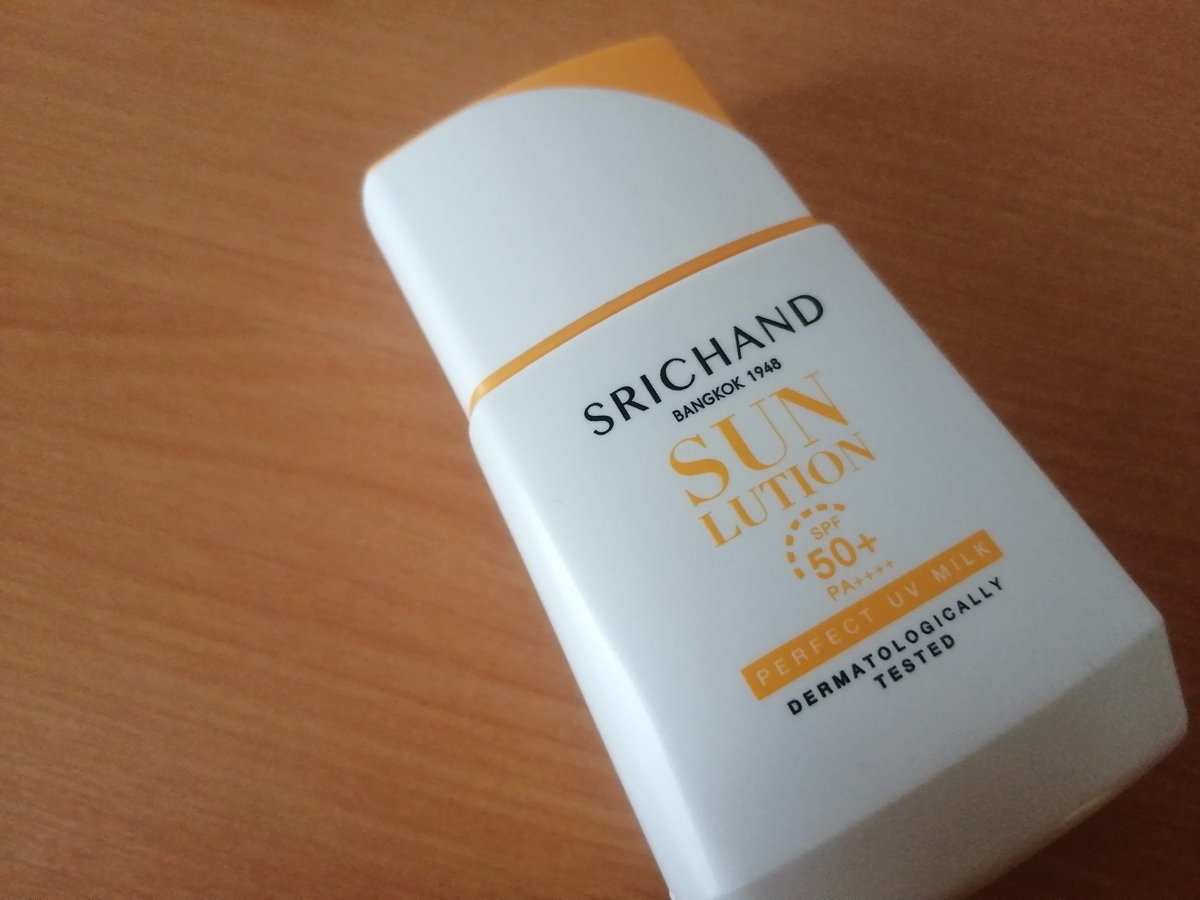 SRICHAND
BANGKOK 1948
SUN
LUTION
SPF
50+
PA++++
PERFECT UV MILK
DERMATOLOGICALLY
TESTED